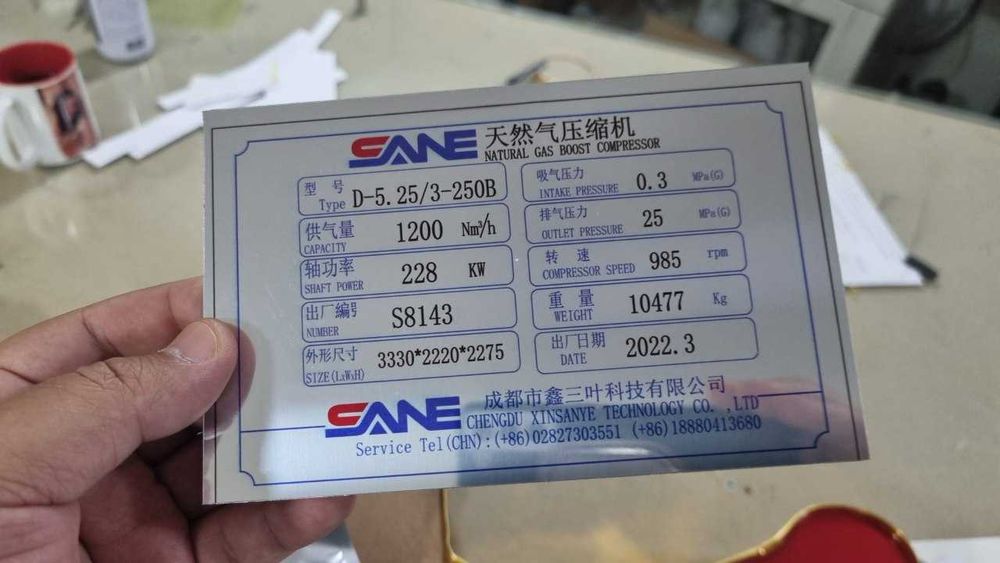 SANE 天然气压缩机
NATURAL GAS BOOST COMPRESSOR
型 号
Type D-5.25/3-250B
吸气压力
INTAKE PRESSURE 0.3 MPa(G)
供气量
CAPACITY 1200 Nm³/h
排气压力
OUTLET PRESSURE 25 MPa(G)
轴功率
SHAFT POWER 228 KW
转 速
COMPRESSOR SPEED 985 rpm
出厂编号
NUMBER S8143
重 量
WEIGHT 10477 Kg
外形尺寸
SIZE(LxWxH) 3330*2220*2275
出厂日期
DATE 2022.3
SANE 成都市鑫三叶科技有限公司
CHENGDU XINSANYE TECHNOLOGY CO. ,LTD
Service Tel(CHN):(+86)02827303551 (+86)18880413680